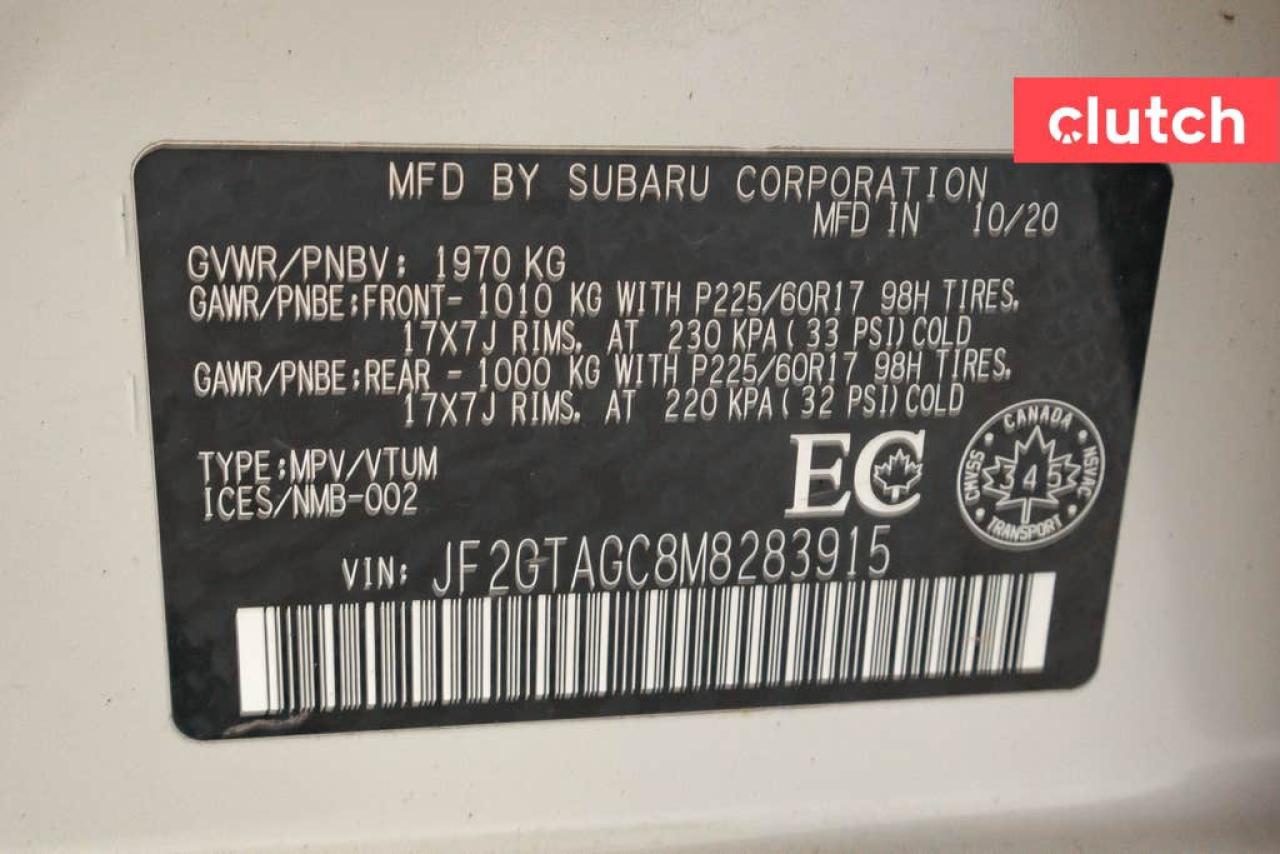 clutch
MFD BY SUBARU CORPORATION
MFD IN 10/20
GVWR/PNBV: 1970 KG
GAWR/PNBE:FRONT- 1010 KG WITH P225/60R17 98H TIRES.
17X7J RIMS. AT 230 KPA( 33 PSI)COLD
GAWR/PNBE:REAR - 1000 KG WITH P225/60R17 98H TIRES.
17X7J RIMS. AT 220 KPA( 32 PSI)COLD
TYPE:MPV/VTUM
ICES/NMB-002
EC
CANADA
CMVSS
345
NSVAC
TRANSPORT
VIN: JF2GTAGC8M8283915